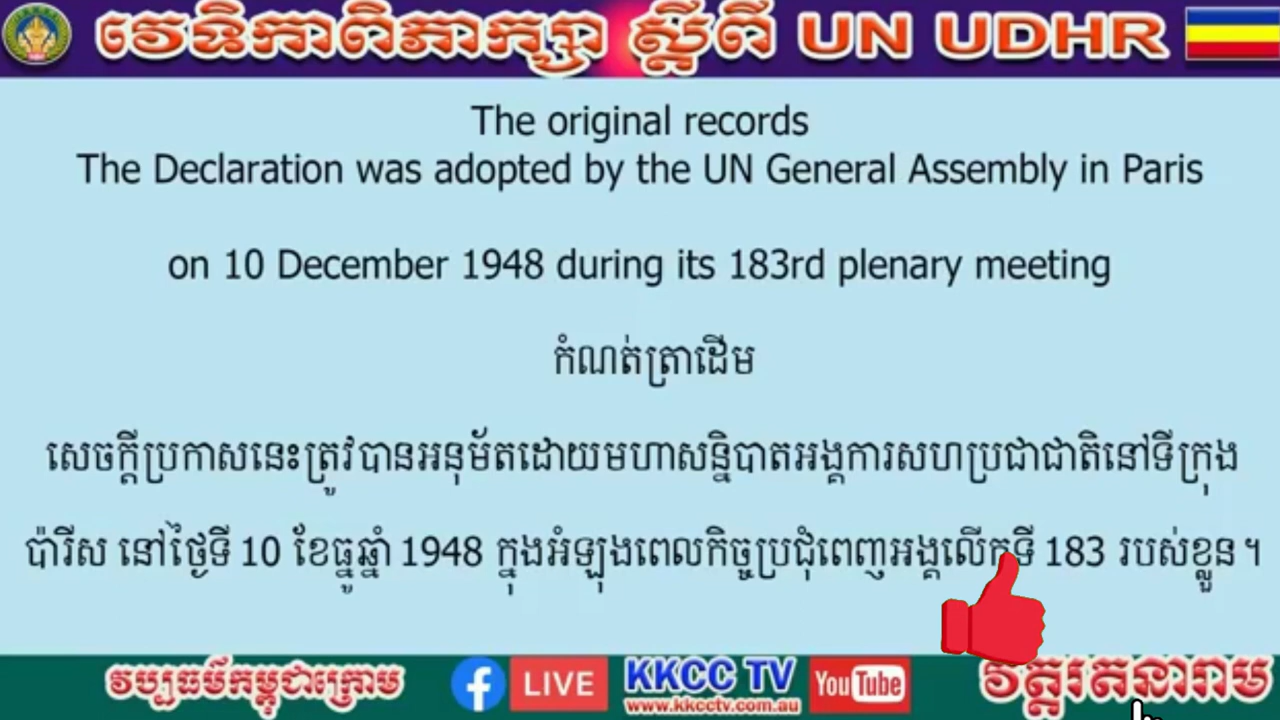 វេទិកាពិភាក្សា ស្តីពី UN UDHR
The original records
The Declaration was adopted by the UN General Assembly in Paris
on 10 December 1948 during its 183rd plenary meeting
កំណត់ត្រាដើម
សេចក្តីប្រកាសនេះត្រូវបានអនុម័តដោយមហាសន្និបាតអង្គការសហប្រជាជាតិនៅទីក្រុង
ប៉ារីស នៅថ្ងៃទី 10 ខែធ្នូឆ្នាំ 1948 ក្នុងអំឡុងពេលកិច្ចប្រជុំពេញអង្គលើកទី 183 របស់ខ្លួន។
វប្បធម៍កម្ពុជាក្រោម
LIVE
KKCC TV
www.kkcctv.com.au
YouTube
វត្តរតនារាម